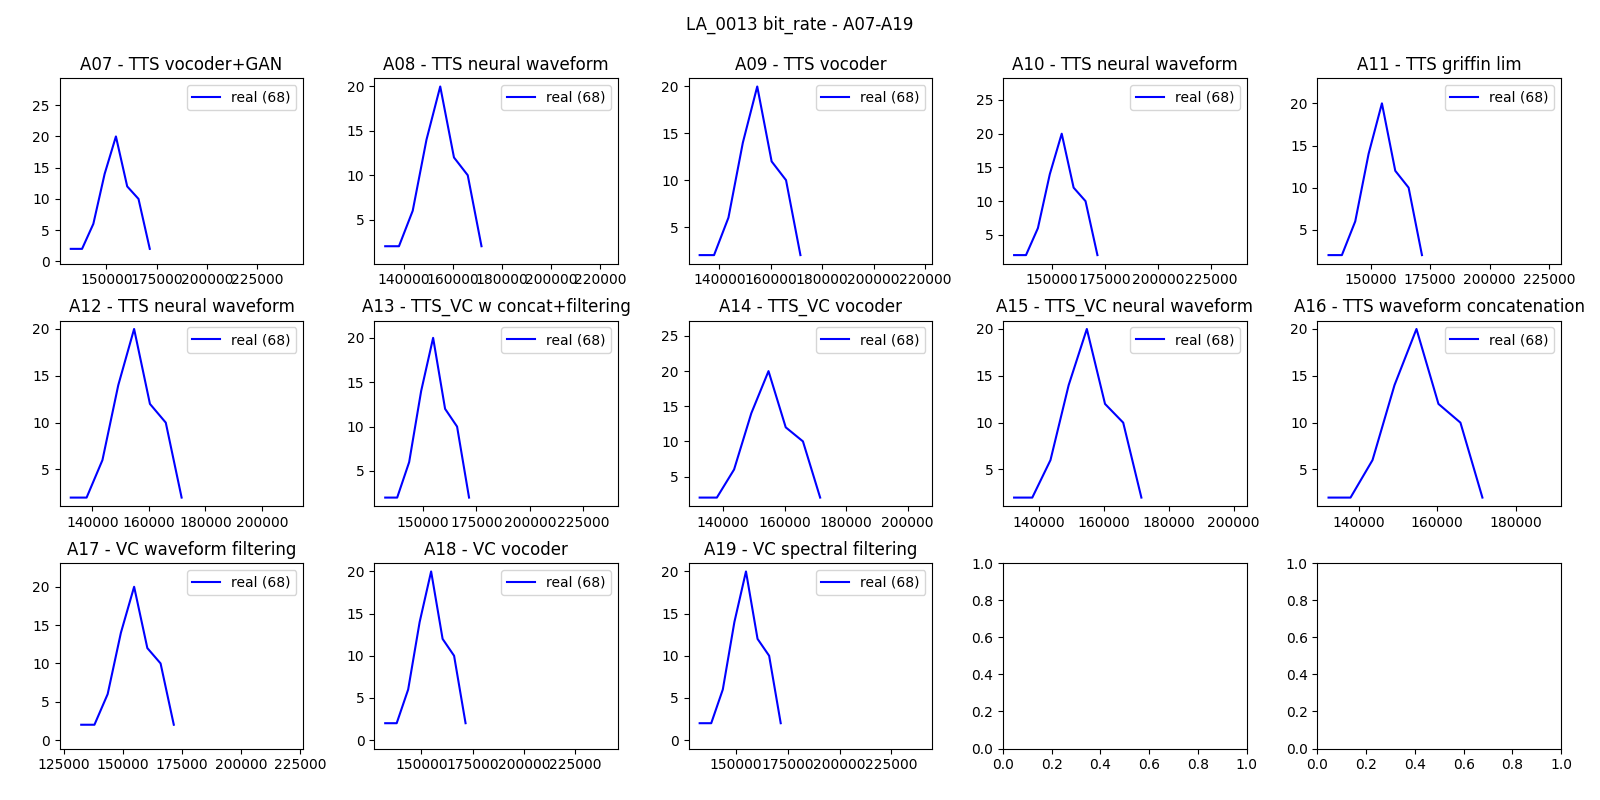 LA_0013 bit_rate - A07-A19
A07 - TTS vocoder+GAN
real (68)
25
20
15
10
5
0
150000 175000 200000 225000
A08 - TTS neural waveform
real (68)
20
15
10
5
140000 160000 180000 200000 220000
A09 - TTS vocoder
real (68)
20
15
10
5
140000 160000 180000 200000 220000
A10 - TTS neural waveform
real (68)
25
20
15
10
5
150000 175000 200000 225000
A11 - TTS griffin lim
real (68)
20
15
10
5
150000 175000 200000 225000
A12 - TTS neural waveform
real (68)
20
15
10
5
140000 160000 180000 200000
A13 - TTS_VC w concat+filtering
real (68)
20
15
10
5
150000 175000 200000 225000
A14 - TTS_VC vocoder
real (68)
25
20
15
10
5
140000 160000 180000 200000
A15 - TTS_VC neural waveform
real (68)
20
15
10
5
140000 160000 180000 200000
A16 - TTS waveform concatenation
real (68)
20
15
10
5
140000 160000 180000
A17 - VC waveform filtering
real (68)
20
15
10
5
0
125000 150000 175000 200000 225000
A18 - VC vocoder
real (68)
20
15
10
5
0
150000 175000 200000 225000
A19 - VC spectral filtering
real (68)
20
15
10
5
0
150000 175000 200000 225000
1.0
0.8
0.6
0.4
0.2
0.0
0.0 0.2 0.4 0.6 0.8 1.0
1.0
0.8
0.6
0.4
0.2
0.0
0.0 0.2 0.4 0.6 0.8 1.0